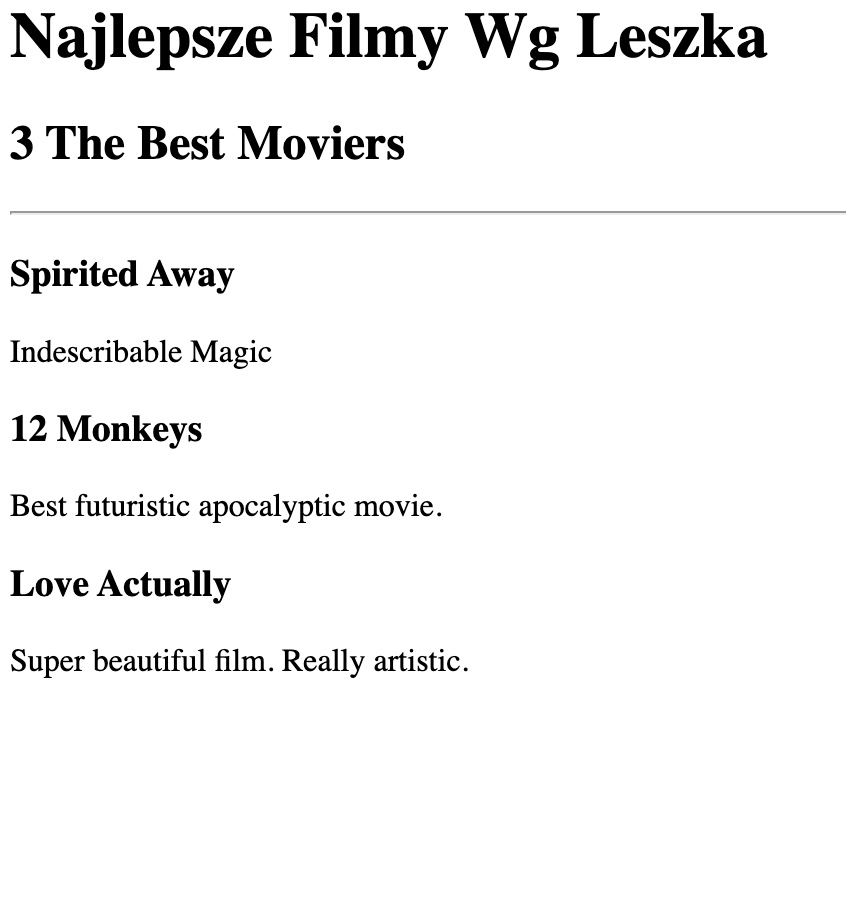 Najlepsze Filmy Wg Leszka
3 The Best Moviers
Spirited Away
Indescribable Magic
12 Monkeys
Best futuristic apocalyptic movie.
Love Actually
Super beautiful film. Really artistic.